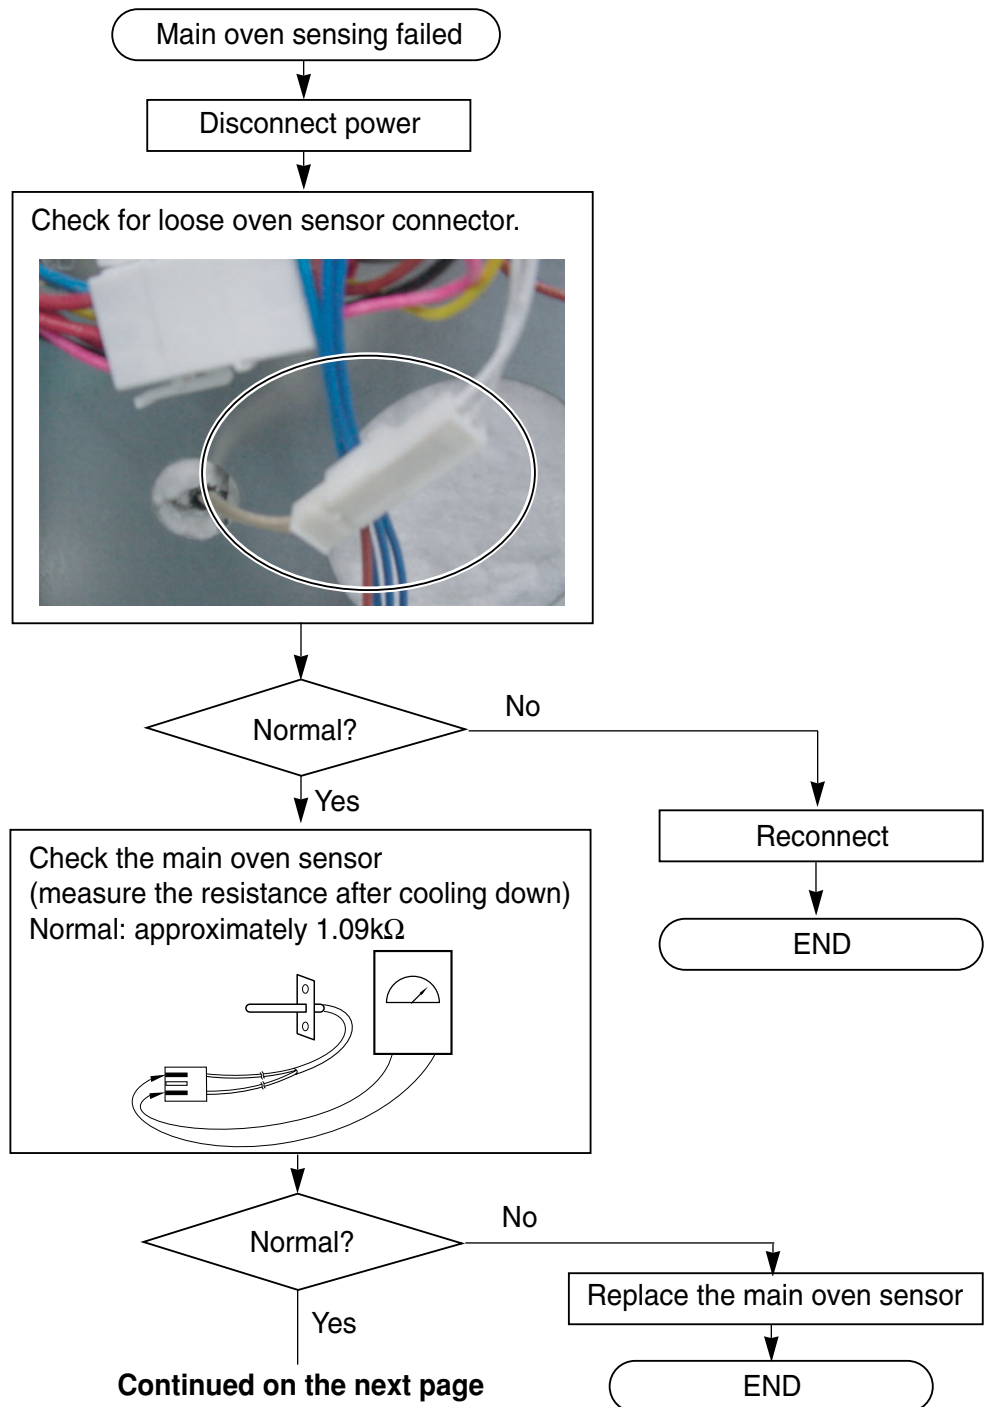 Main oven sensing failed
Disconnect power
Check for loose oven sensor connector.
Normal?
No
Yes
Reconnect
END
Check the main oven sensor
(measure the resistance after cooling down)
Normal: approximately 1.09kΩ
Normal?
No
Yes
Replace the main oven sensor
END
Continued on the next page